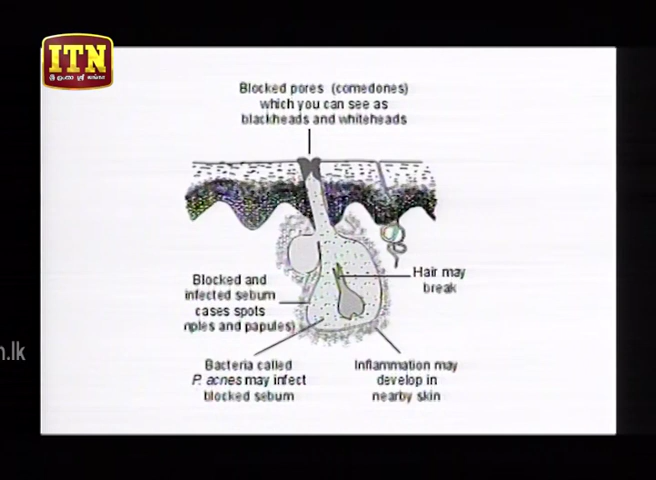 ITN
Blocked pores (comedones)
which you can see as
blackheads and whiteheads
Hair may
break
Blocked and
infected sebum
cases spots
nples and papules)
n.lk
Bacteria called
P. acnes may infect
blocked sebum
Inflammation may
develop in
nearby skin